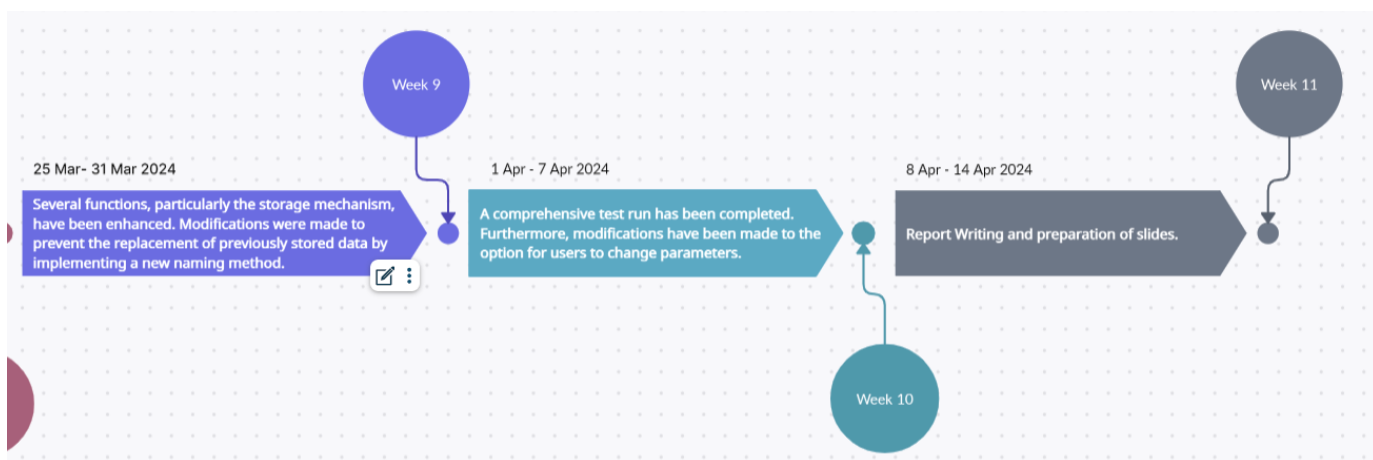 Week 9
Week 11
25 Mar- 31 Mar 2024
1 Apr - 7 Apr 2024
8 Apr - 14 Apr 2024
Several functions, particularly the storage mechanism,
have been enhanced. Modifications were made to
prevent the replacement of previously stored data by
implementing a new naming method.
A comprehensive test run has been completed.
Furthermore, modifications have been made to the
option for users to change parameters.
Report Writing and preparation of slides.
Week 10